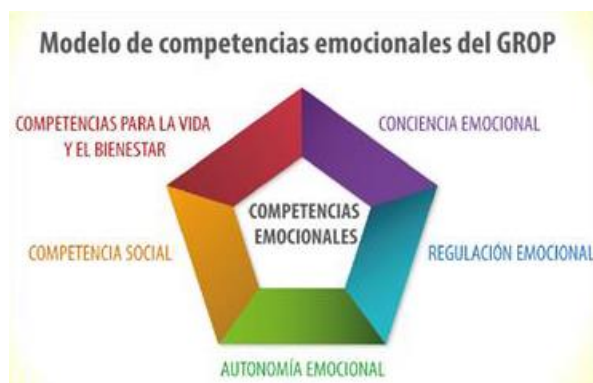 Modelo de competencias emocionales del GROP
COMPETENCIAS PARA LA VIDA
Y EL BIENESTAR
CONCIENCIA EMOCIONAL
COMPETENCIAS
EMOCIONALES
COMPETENCIA SOCIAL
REGULACIÓN EMOCIONAL
AUTONOMÍA EMOCIONAL